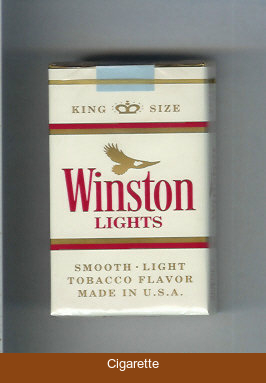 KING SIZE
Winston
LIGHTS
SMOOTH · LIGHT
TOBACCO FLAVOR
MADE IN U.S.A.
Cigarette